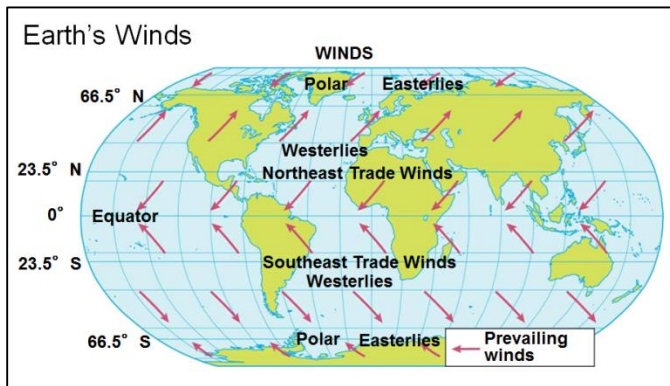 Earth's Winds
WINDS
Polar Easterlies
66.5° N
Westerlies
23.5° N
Northeast Trade Winds
0°
Equator
23.5° S
Southeast Trade Winds
Westerlies
66.5° S
Polar Easterlies
Prevailing
winds